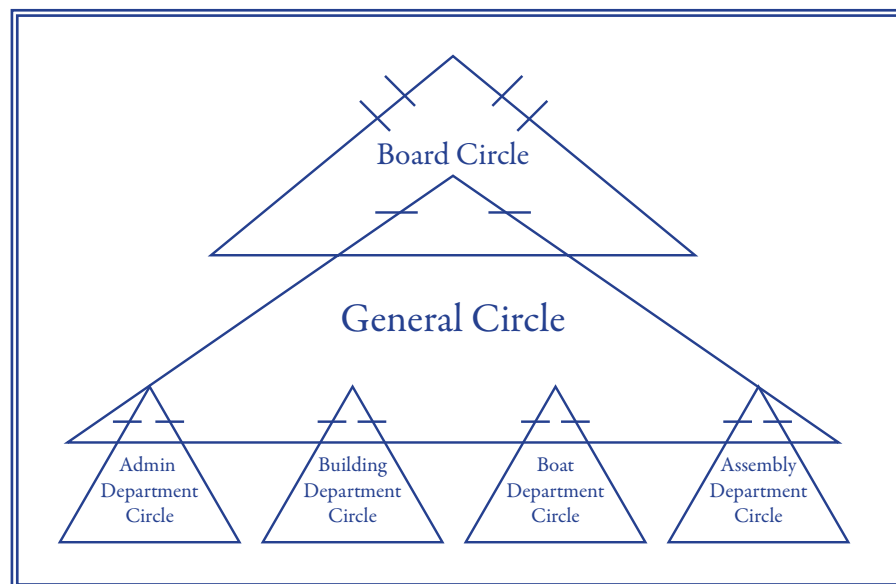 Board Circle
General Circle
Admin
Department
Circle
Building
Department
Circle
Boat
Department
Circle
Assembly
Department
Circle